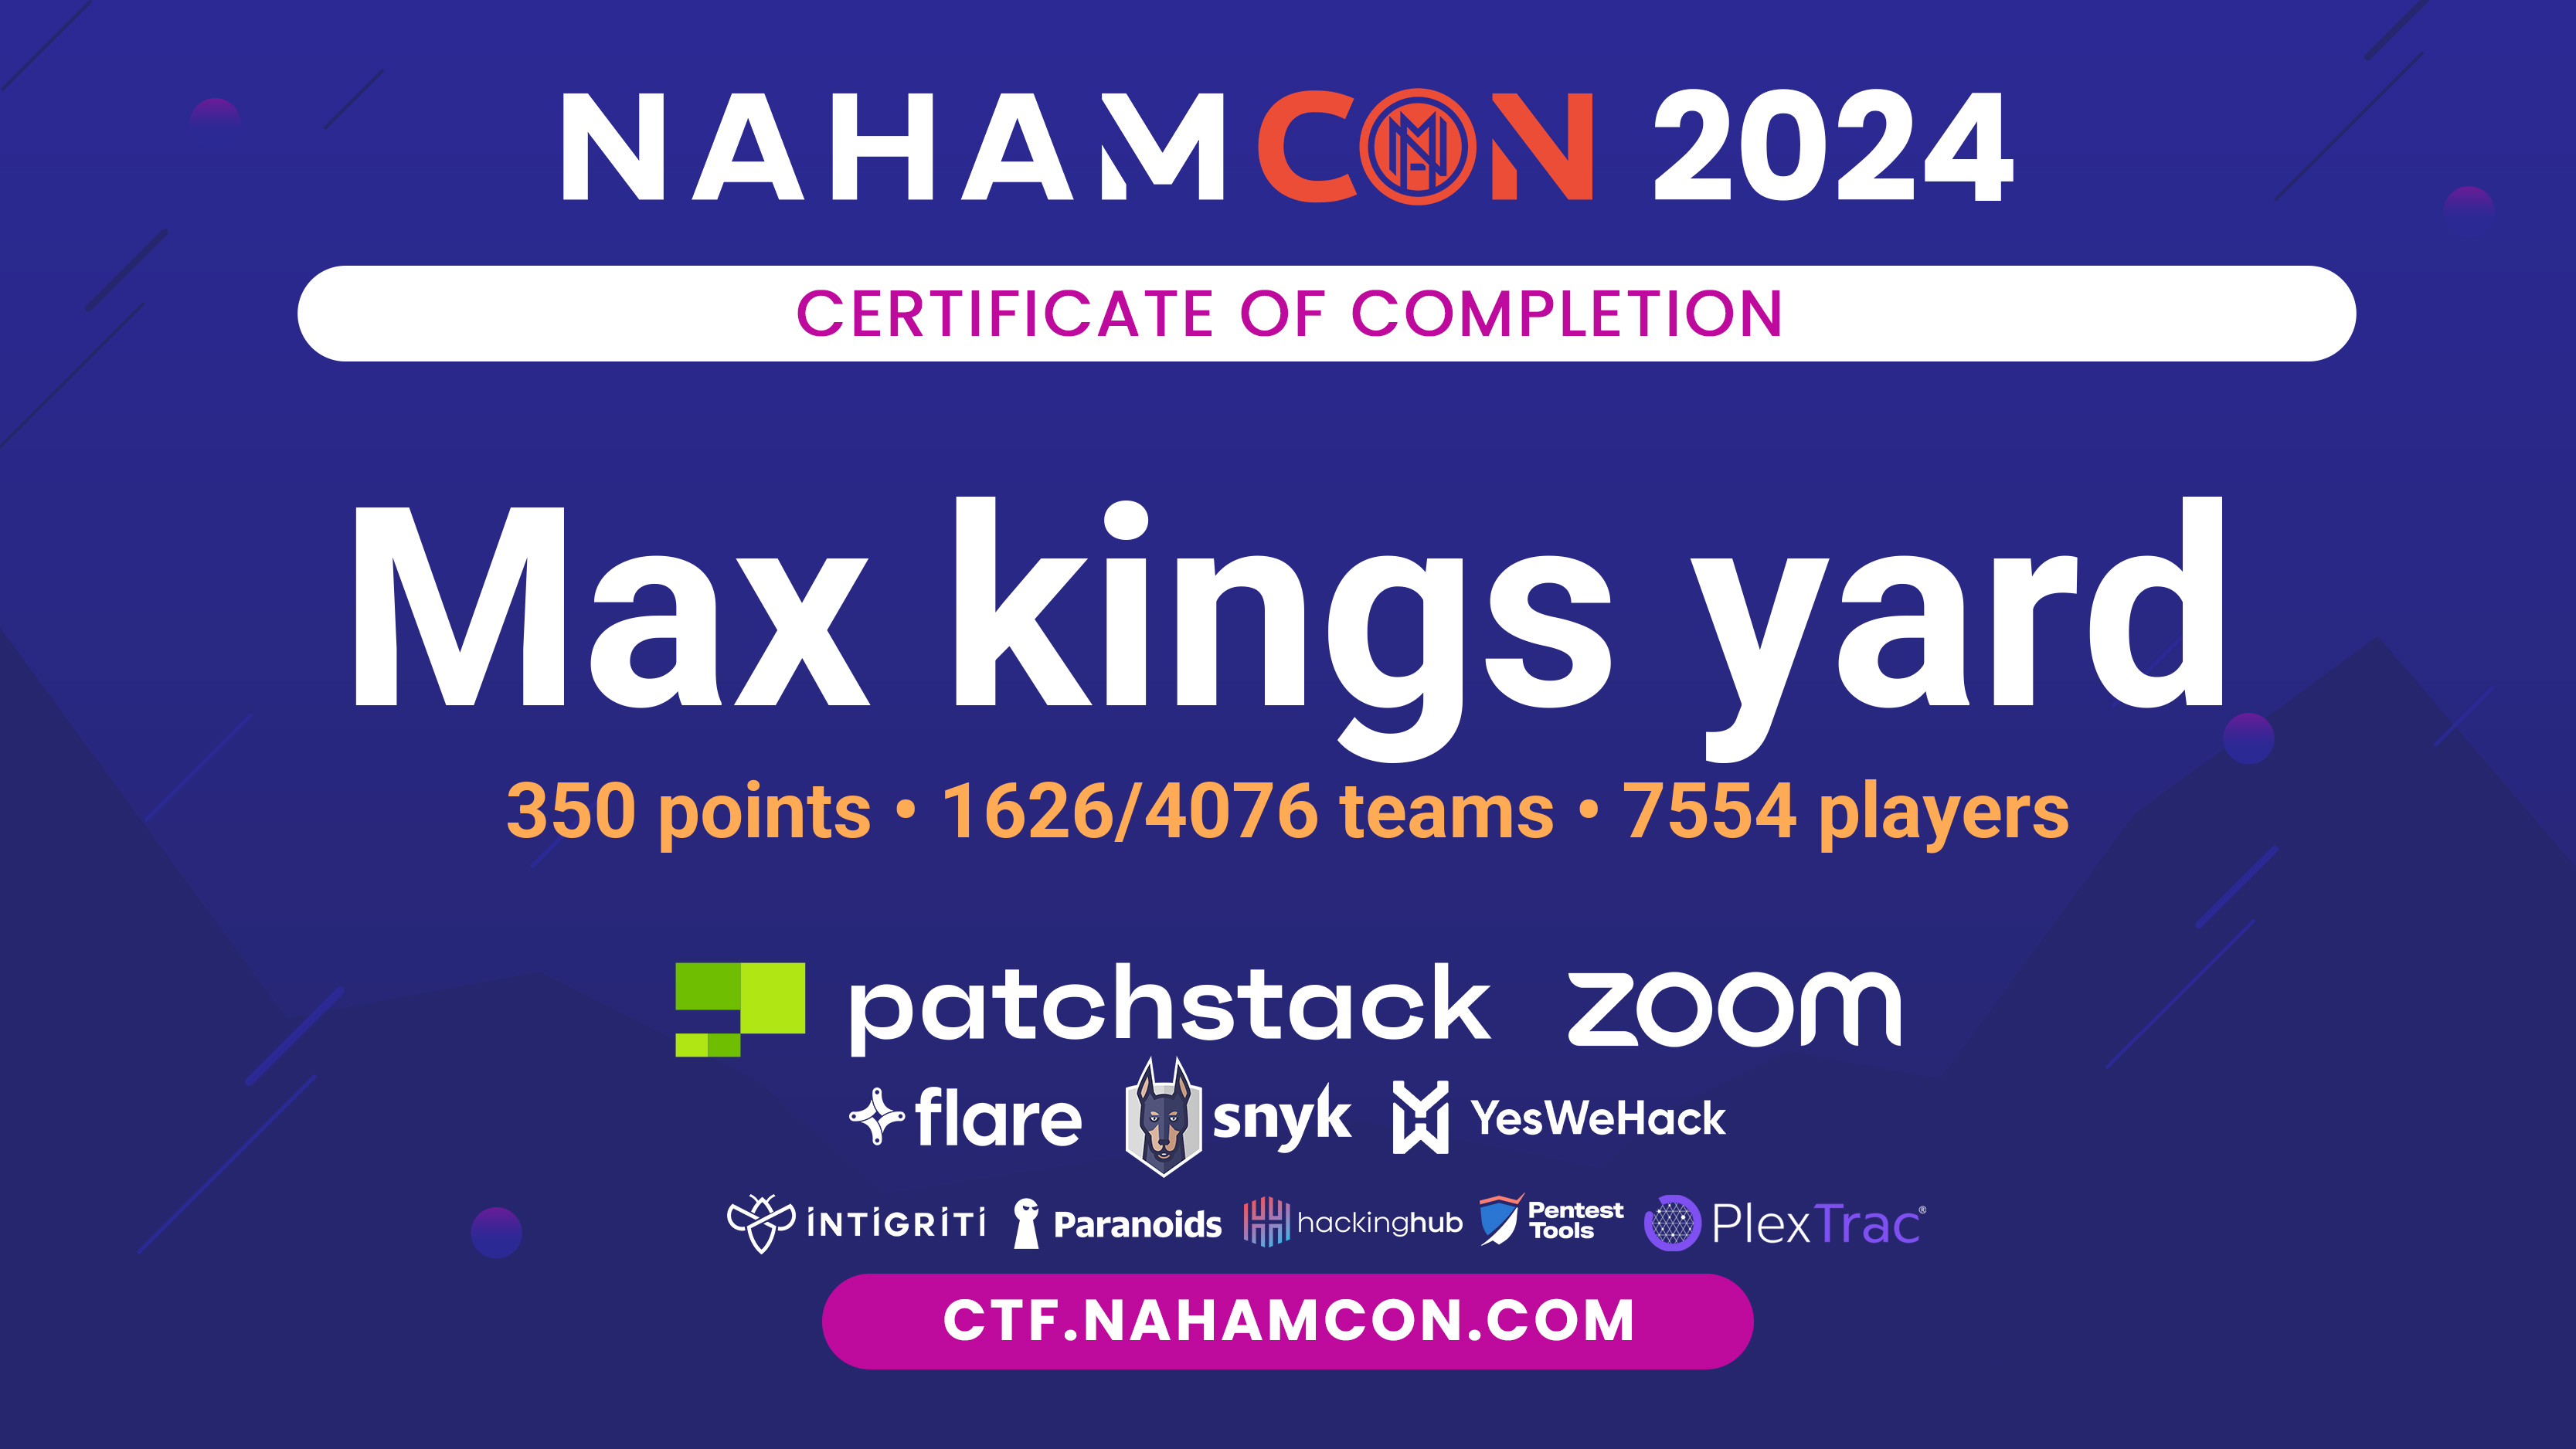 NAHAMCON 2024
CERTIFICATE OF COMPLETION
Max kings yard
350 points • 1626/4076 teams • 7554 players
patchstack zoom
flare snyk YesWeHack
INTIGRITI Paranoids hackinghub Pentest Tools PlexTrac®
CTF.NAHAMCON.COM